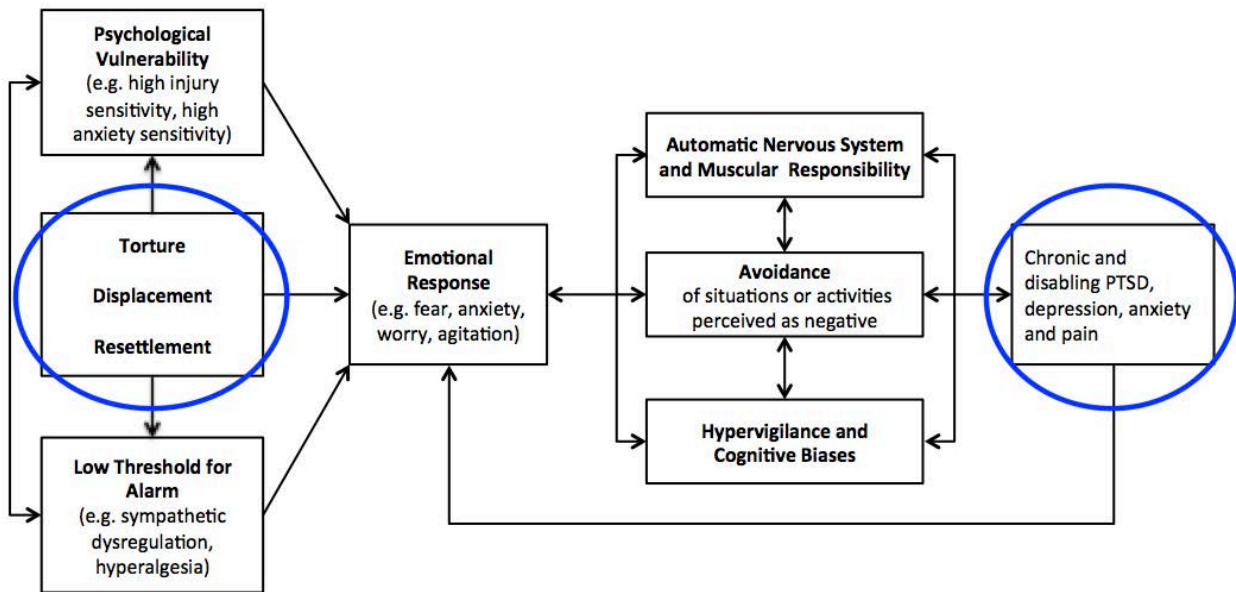 Psychological
Vulnerability
(e.g. high injury
sensitivity, high
anxiety sensitivity)
Torture
Displacement
Resettlement
Low Threshold for
Alarm
(e.g. sympathetic
dysregulation,
hyperalgesia)
Emotional
Response
(e.g. fear, anxiety,
worry, agitation)
Automatic Nervous System
and Muscular Responsibility
Avoidance
of situations or activities
perceived as negative
Hypervigilance and
Cognitive Biases
Chronic and
disabling PTSD,
depression, anxiety
and pain